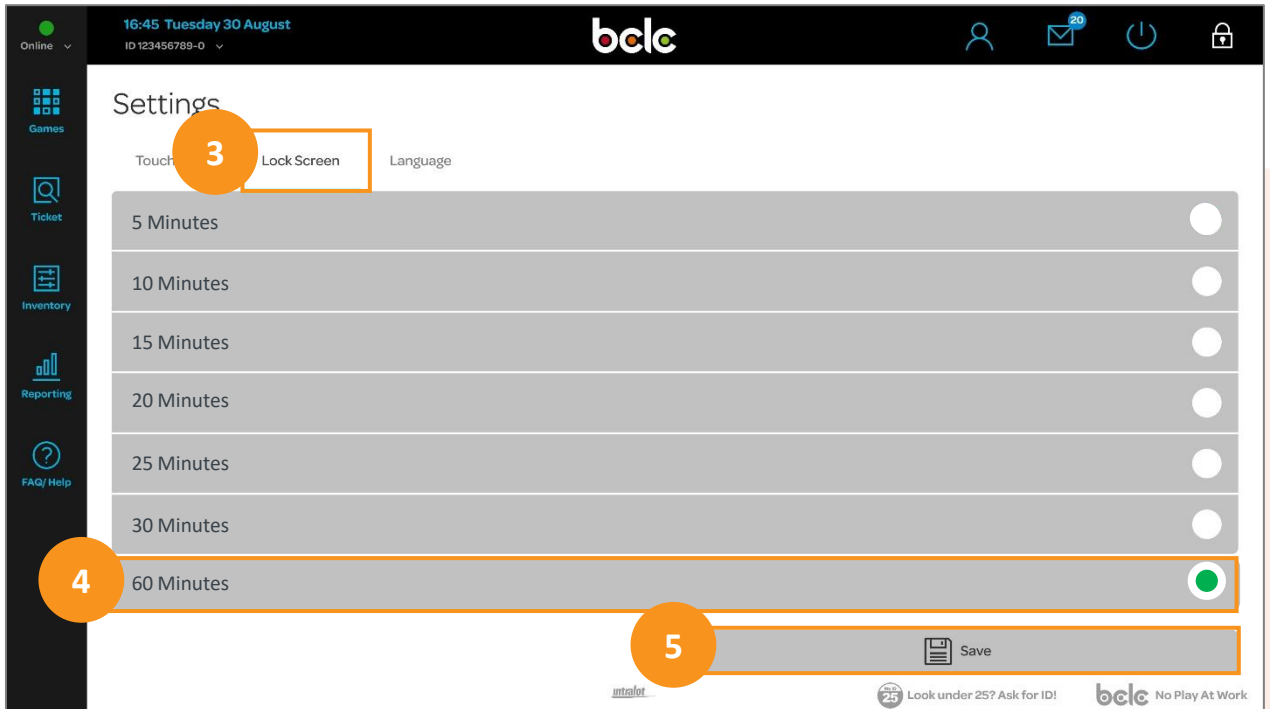 Online
16:45 Tuesday 30 August
ID 123456789-0
bclc
20
Games
Ticket
Inventory
Reporting
FAQ/ Help
Settings
Touch
3
Lock Screen
Language
5 Minutes
10 Minutes
15 Minutes
20 Minutes
25 Minutes
30 Minutes
4
60 Minutes
5
Save
intralot
25
Look under 25? Ask for ID!
bclc No Play At Work